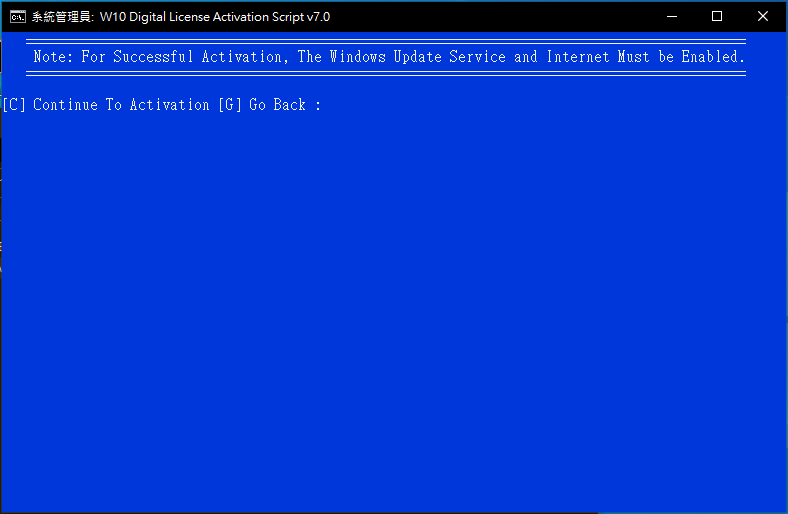 系統管理員: W10 Digital License Activation Script v7.0
Note: For Successful Activation, The Windows Update Service and Internet Must be Enabled.
[C] Continue To Activation [G] Go Back :